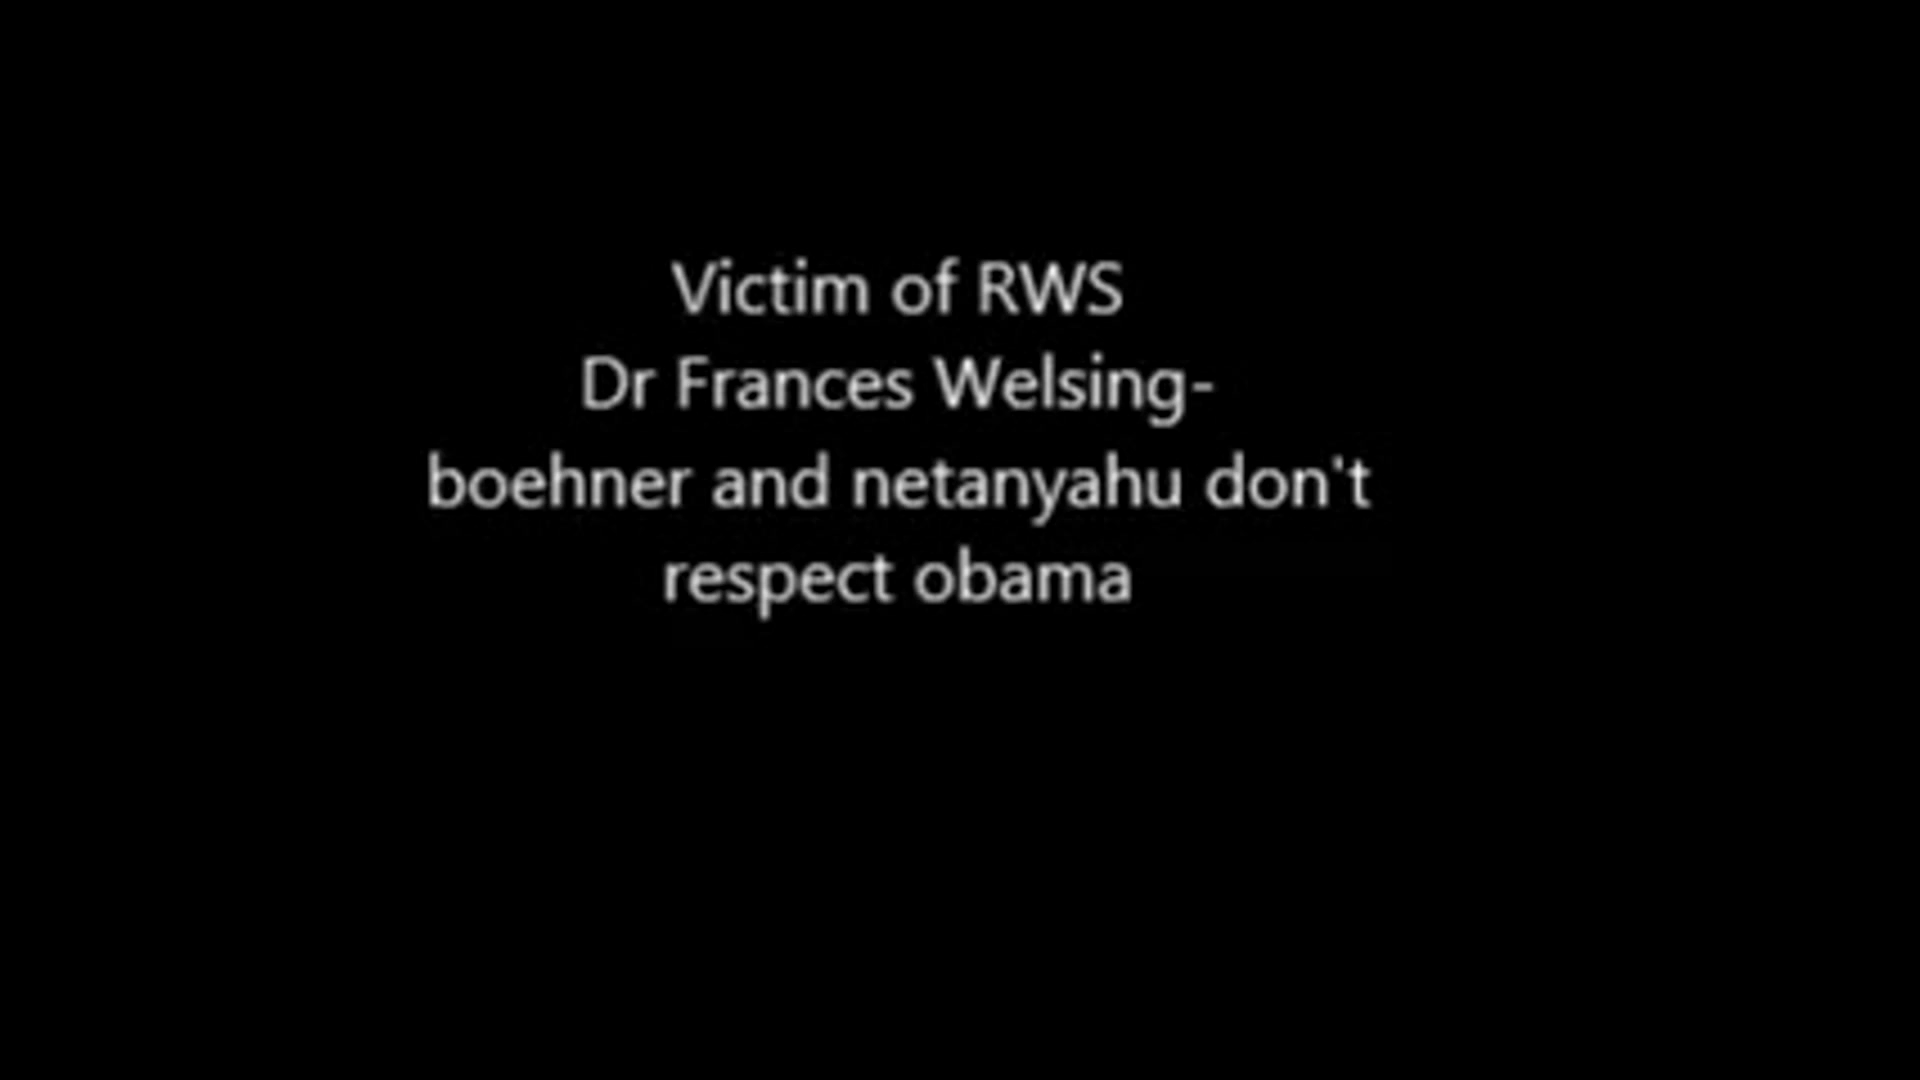 Victim of RWS
Dr Frances Welsing-
boehner and netanyahu don't
respect obama